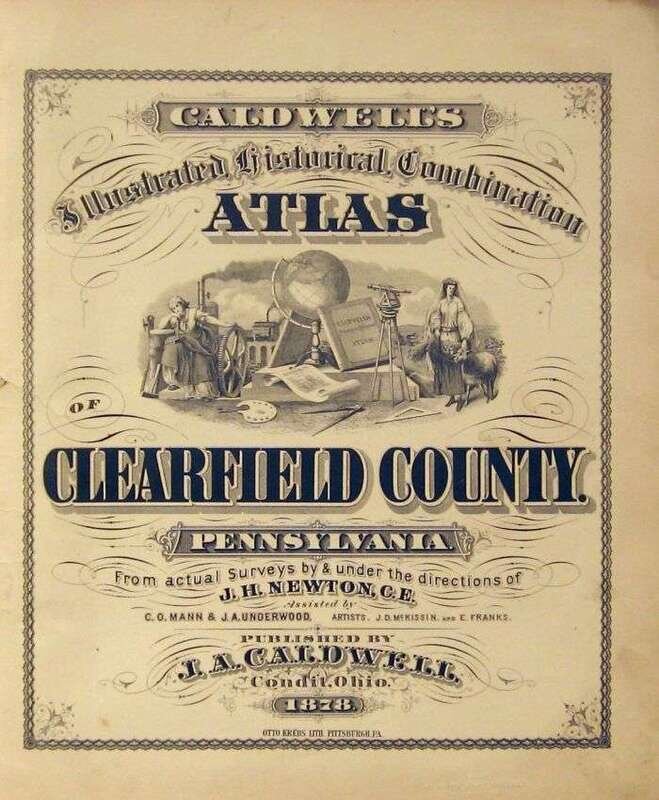 CALDWELL'S
Illustrated, Historical, Combination
ATLAS
OF
CLEARFIELD COUNTY.
PENNSYLVANIA
From actual Surveys by & under the directions of
J. H. NEWTON, C.E.
Assisted by
C. O. MANN & J. A. UNDERWOOD, ARTISTS, J. D. McKISSIN, AND E. FRANKS.
PUBLISHED BY
J. A. CALDWELL.
Condit, Ohio.
1878.
OTTO KREBS LITH. PITTSBURGH, PA.